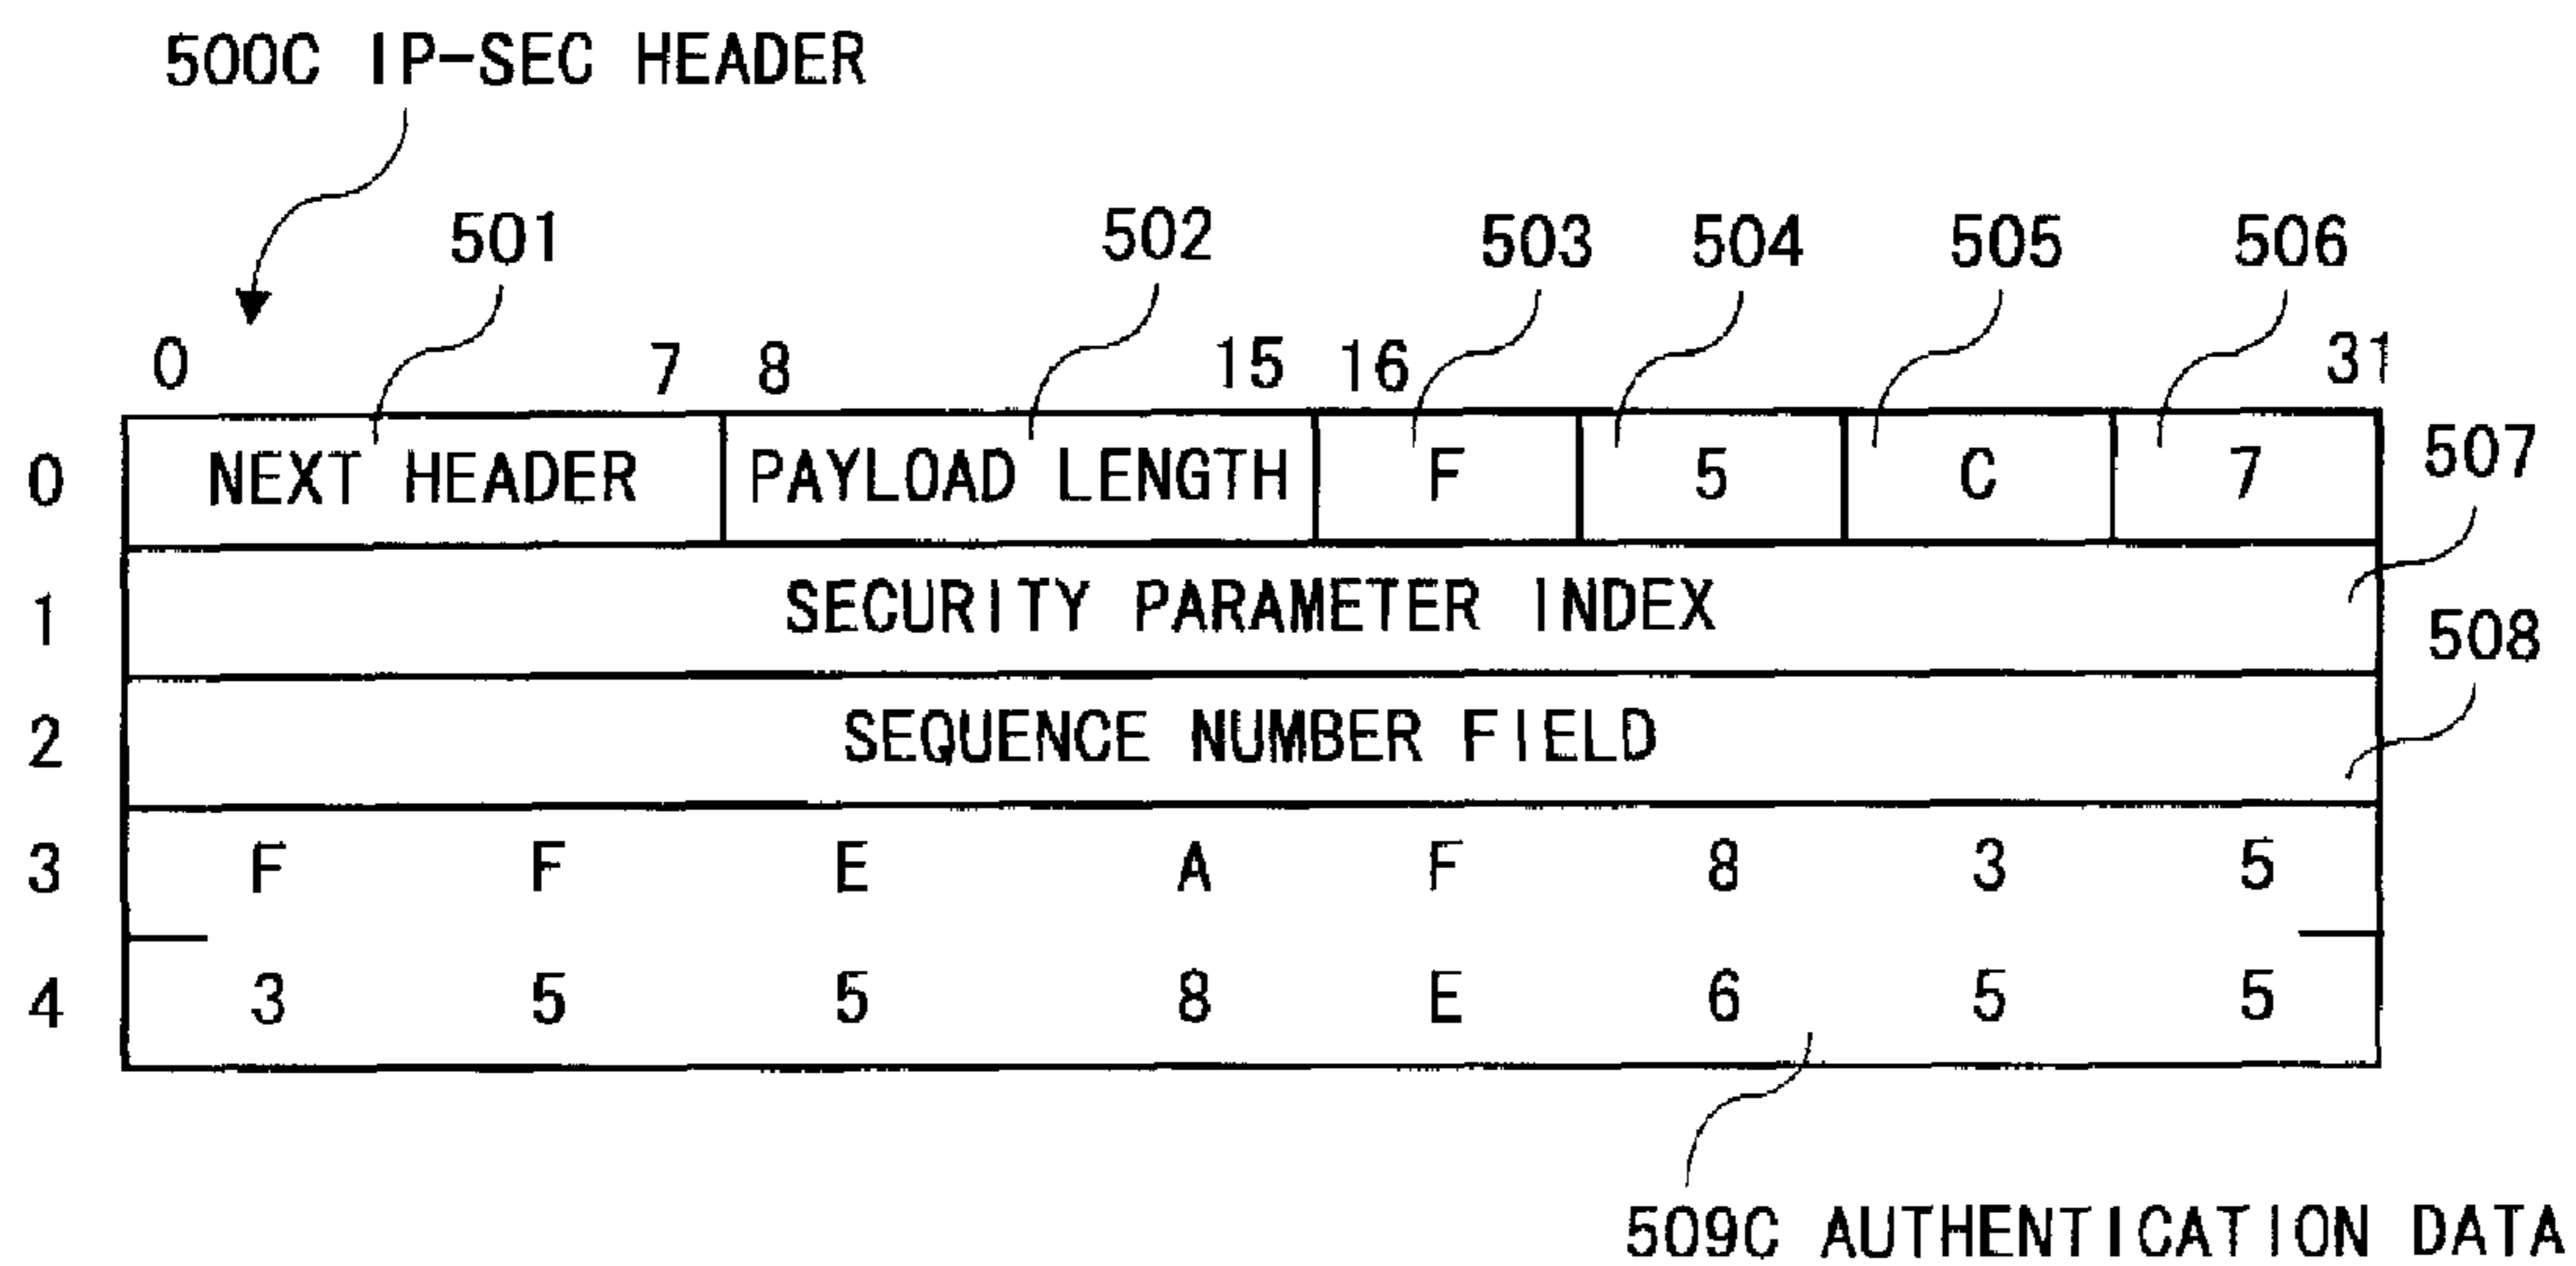 500C IP-SEC HEADER
501 502 503 504 505 506
0 7 8 15 16 31
0 NEXT HEADER PAYLOAD LENGTH F 5 C 7 507
1 SECURITY PARAMETER INDEX
508
2 SEQUENCE NUMBER FIELD
3 F F E A F 8 3 5
4 3 5 5 8 E 6 5 5
509C AUTHENTICATION DATA